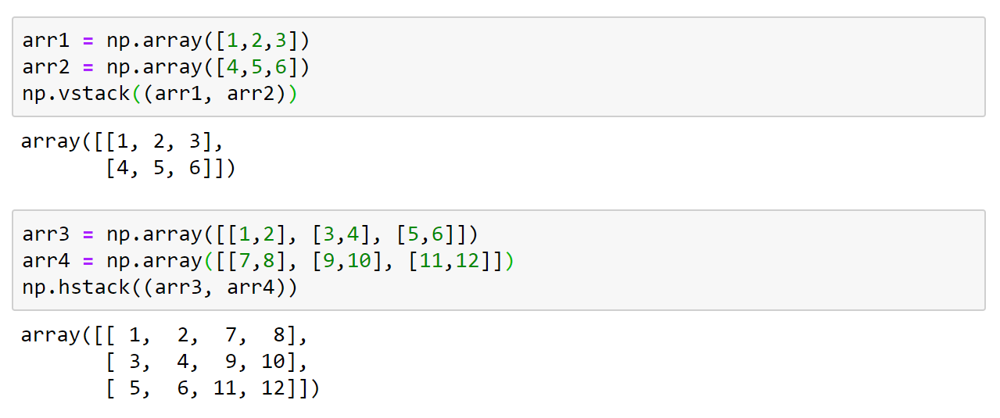 arr1 = np.array([1,2,3])
arr2 = np.array([4,5,6])
np.vstack((arr1, arr2))
array([[1, 2, 3],
       [4, 5, 6]])
arr3 = np.array([[1,2], [3,4], [5,6]])
arr4 = np.array([[7,8], [9,10], [11,12]])
np.hstack((arr3, arr4))
array([[ 1,  2,  7,  8],
       [ 3,  4,  9, 10],
       [ 5,  6, 11, 12]])